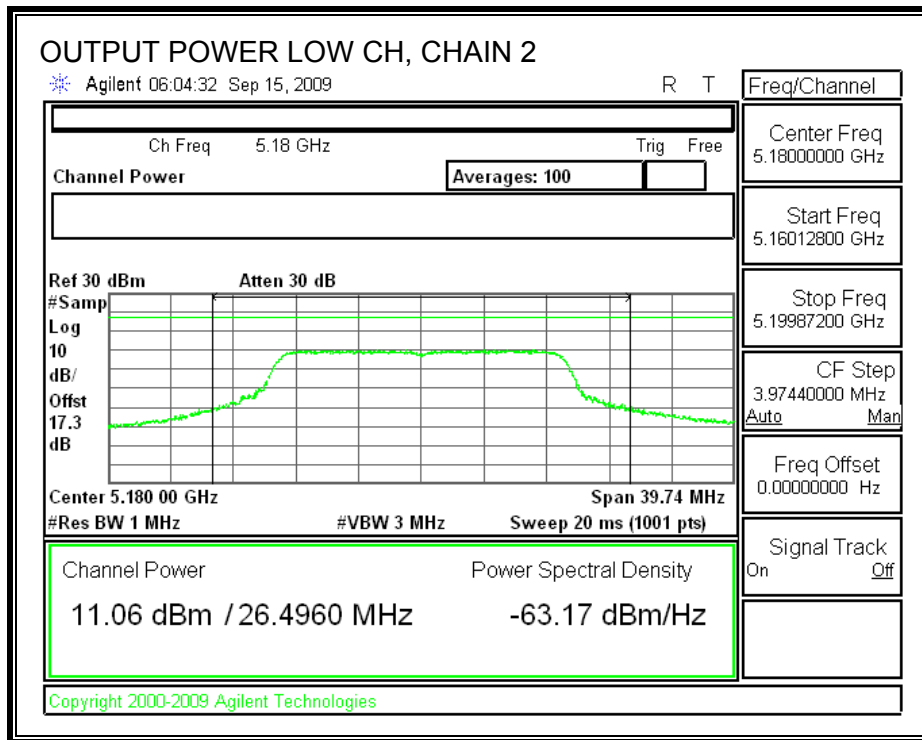 OUTPUT POWER LOW CH, CHAIN 2
Agilent 06:04:32 Sep 15, 2009 R T
Freq/Channel
Ch Freq 5.18 GHz Trig Free
Channel Power Averages: 100
Center Freq
5.18000000 GHz
Start Freq
5.16012800 GHz
Stop Freq
5.19987200 GHz
CF Step
3.97440000 MHz
Auto Man
Freq Offset
0.00000000 Hz
Signal Track
On Off
Ref 30 dBm Atten 30 dB
#Samp
Log
10
dB/
Offst
17.3
dB
Center 5.180 00 GHz Span 39.74 MHz
#Res BW 1 MHz #VBW 3 MHz Sweep 20 ms (1001 pts)
Channel Power Power Spectral Density
11.06 dBm / 26.4960 MHz -63.17 dBm/Hz
Copyright 2000-2009 Agilent Technologies